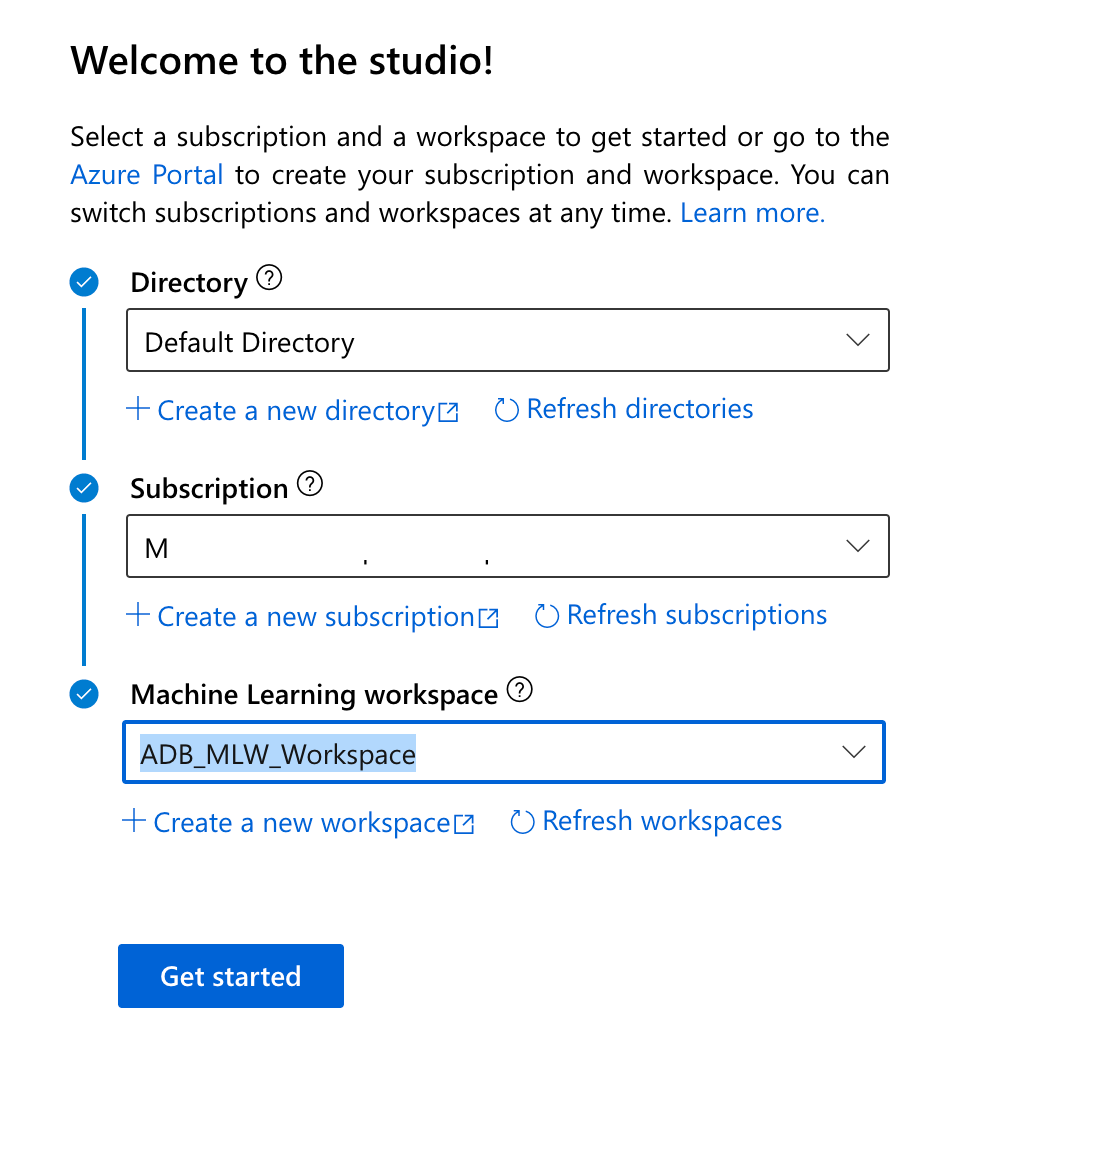 Welcome to the studio!
Select a subscription and a workspace to get started or go to the
Azure Portal to create your subscription and workspace. You can
switch subscriptions and workspaces at any time. Learn more.
Directory
Default Directory
Create a new directory Refresh directories
Subscription
M
Create a new subscription Refresh subscriptions
Machine Learning workspace
ADB_MLW_Workspace
Create a new workspace Refresh workspaces
Get started